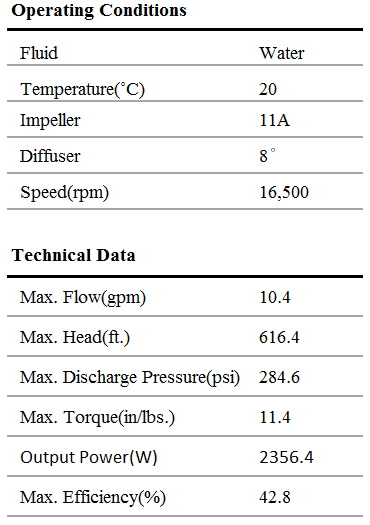 Operating Conditions
Fluid Water
Temperature(˚C) 20
Impeller 11A
Diffuser 8°
Speed(rpm) 16,500
Technical Data
Max. Flow(gpm) 10.4
Max. Head(ft.) 616.4
Max. Discharge Pressure(psi) 284.6
Max. Torque(in/lbs.) 11.4
Output Power(W) 2356.4
Max. Efficiency(%) 42.8